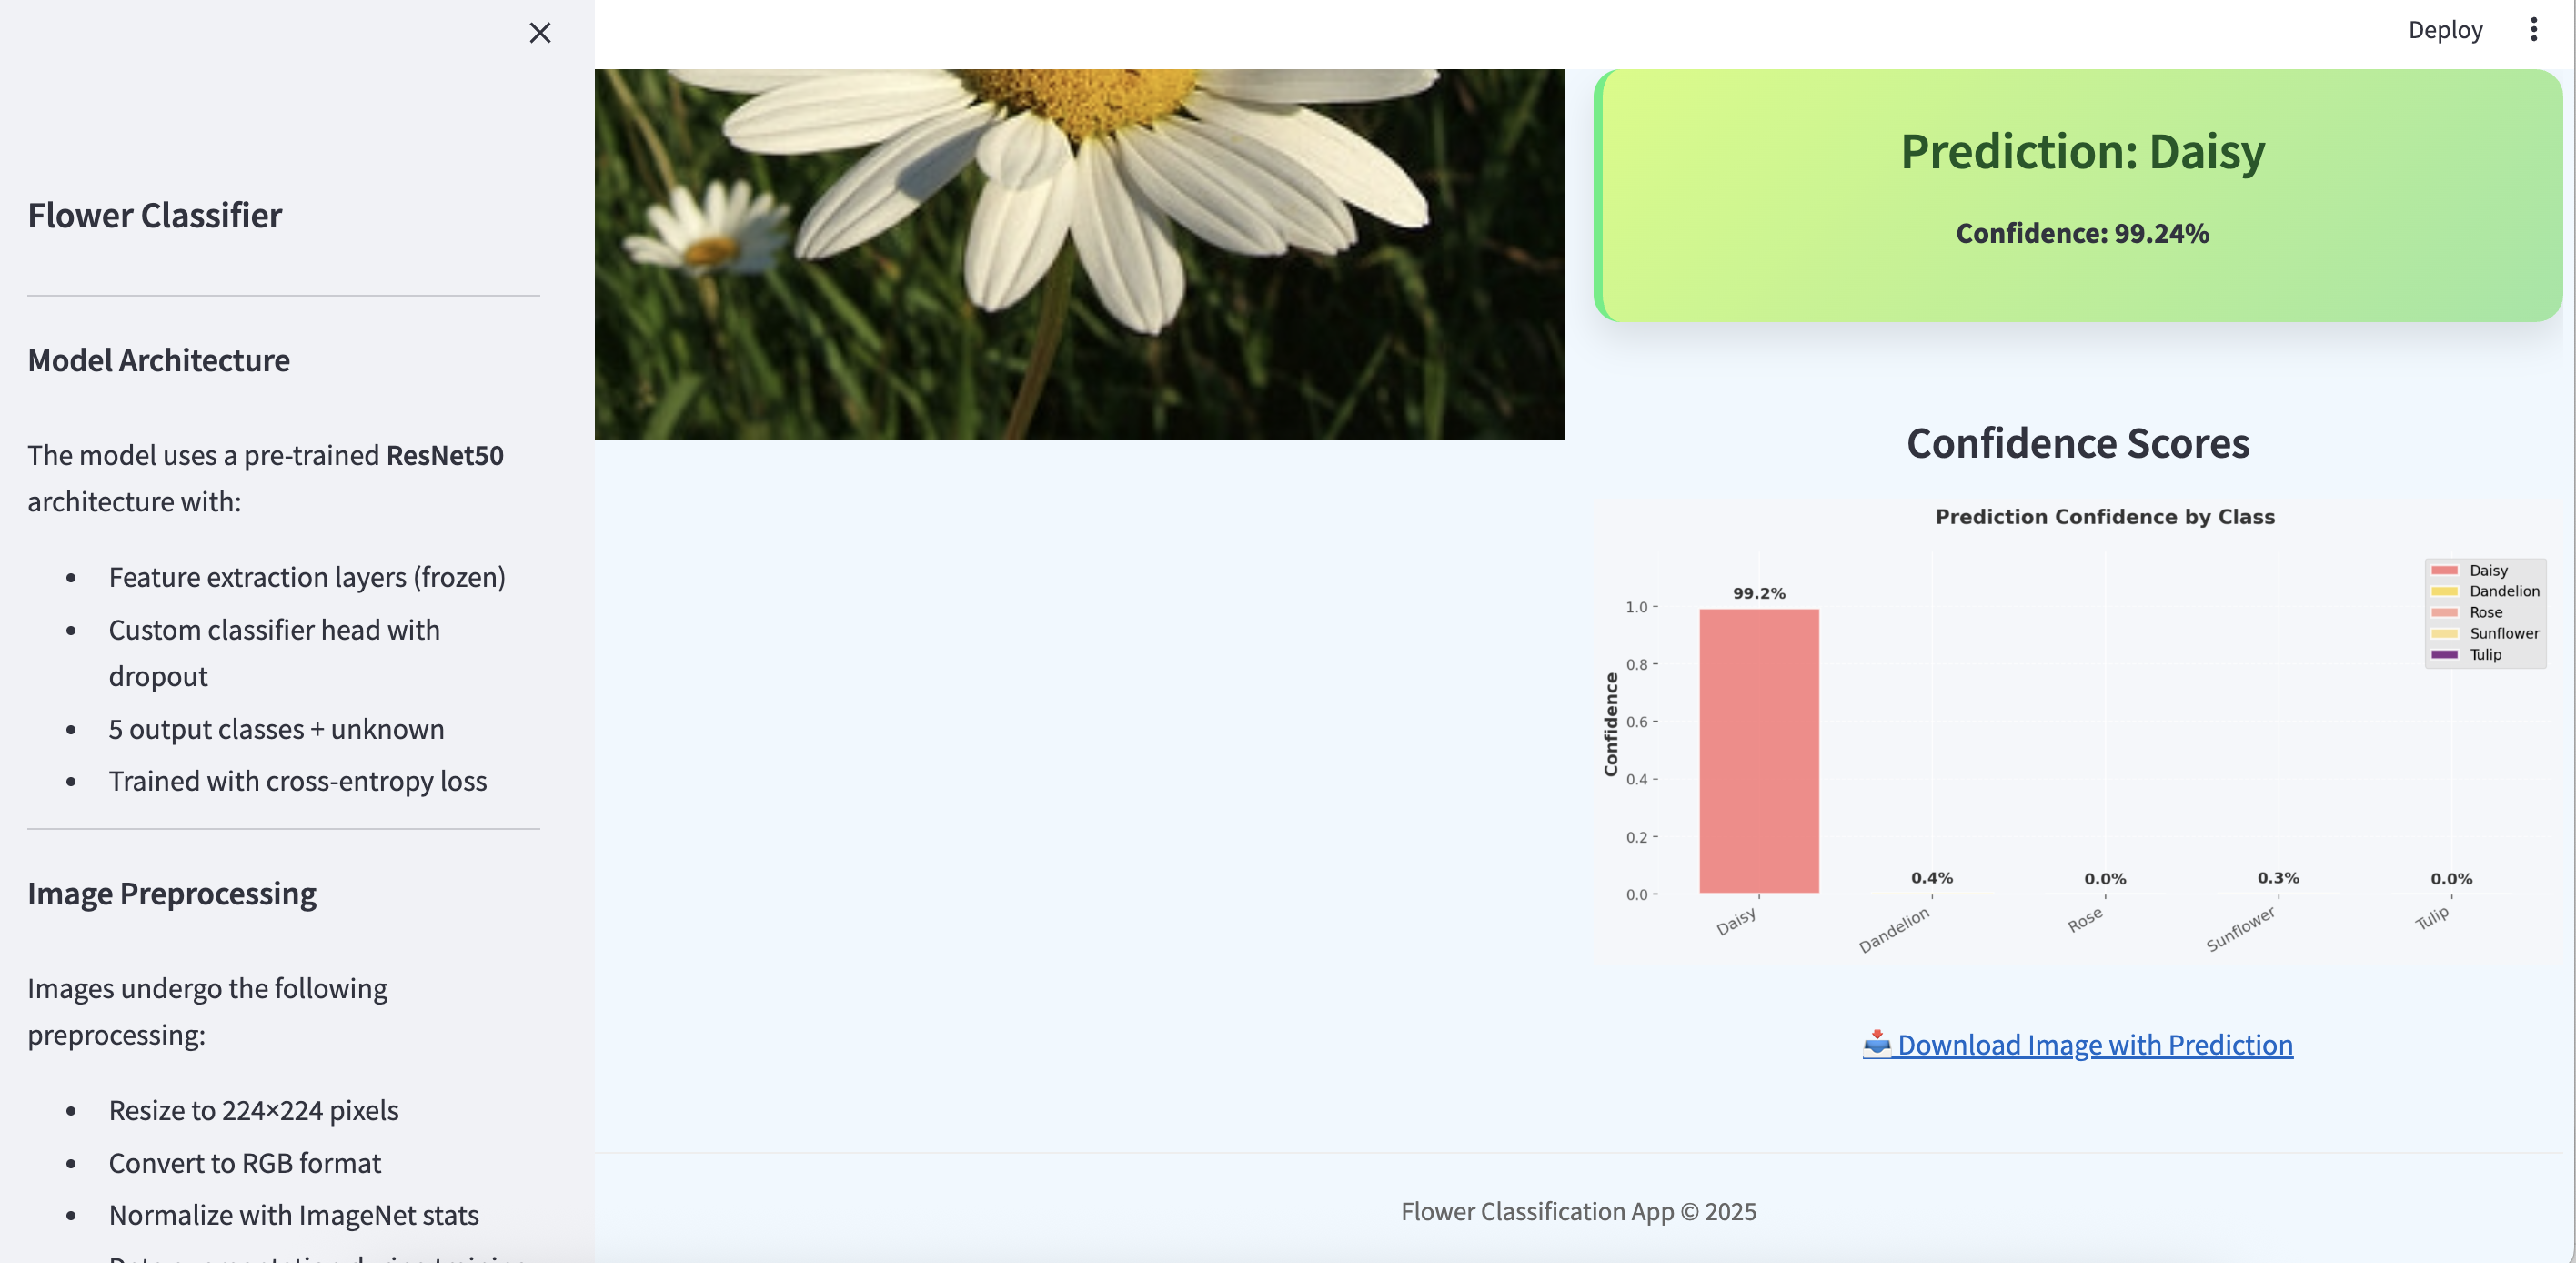 Deploy
Flower Classifier
Model Architecture
The model uses a pre-trained ResNet50
architecture with:
• Feature extraction layers (frozen)
• Custom classifier head with
dropout
• 5 output classes + unknown
• Trained with cross-entropy loss
Image Preprocessing
Images undergo the following
preprocessing:
• Resize to 224×224 pixels
• Convert to RGB format
• Normalize with ImageNet stats
Prediction: Daisy
Confidence: 99.24%
Confidence Scores
Prediction Confidence by Class
Daisy
Dandelion
Rose
Sunflower
Tulip
Confidence
1.0
0.8
0.6
0.4
0.2
0.0
99.2%
0.4%
0.0%
0.3%
0.0%
Daisy
Dandelion
Rose
Sunflower
Tulip
Download Image with Prediction
Flower Classification App © 2025